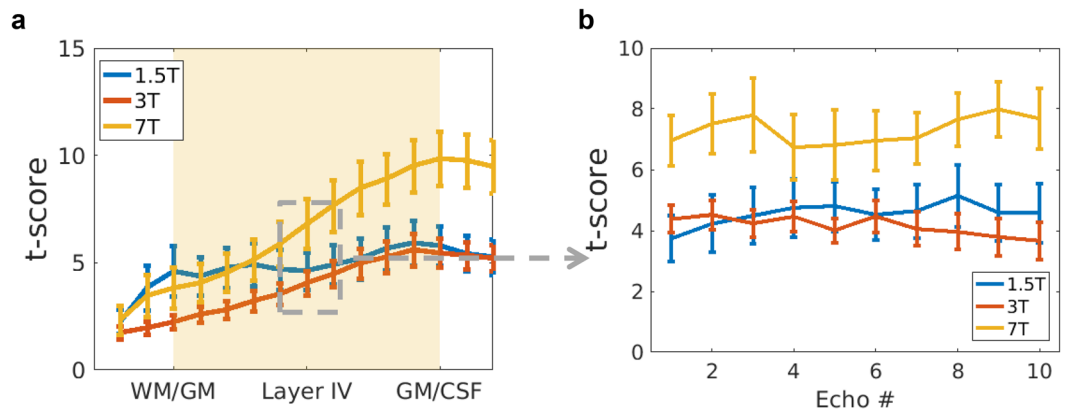 a
15
10
5
0
t-score
1.5T
3T
7T
WM/GM Layer IV GM/CSF
b
10
8
6
4
2
0
t-score
1.5T
3T
7T
2 4 6 8 10
Echo #